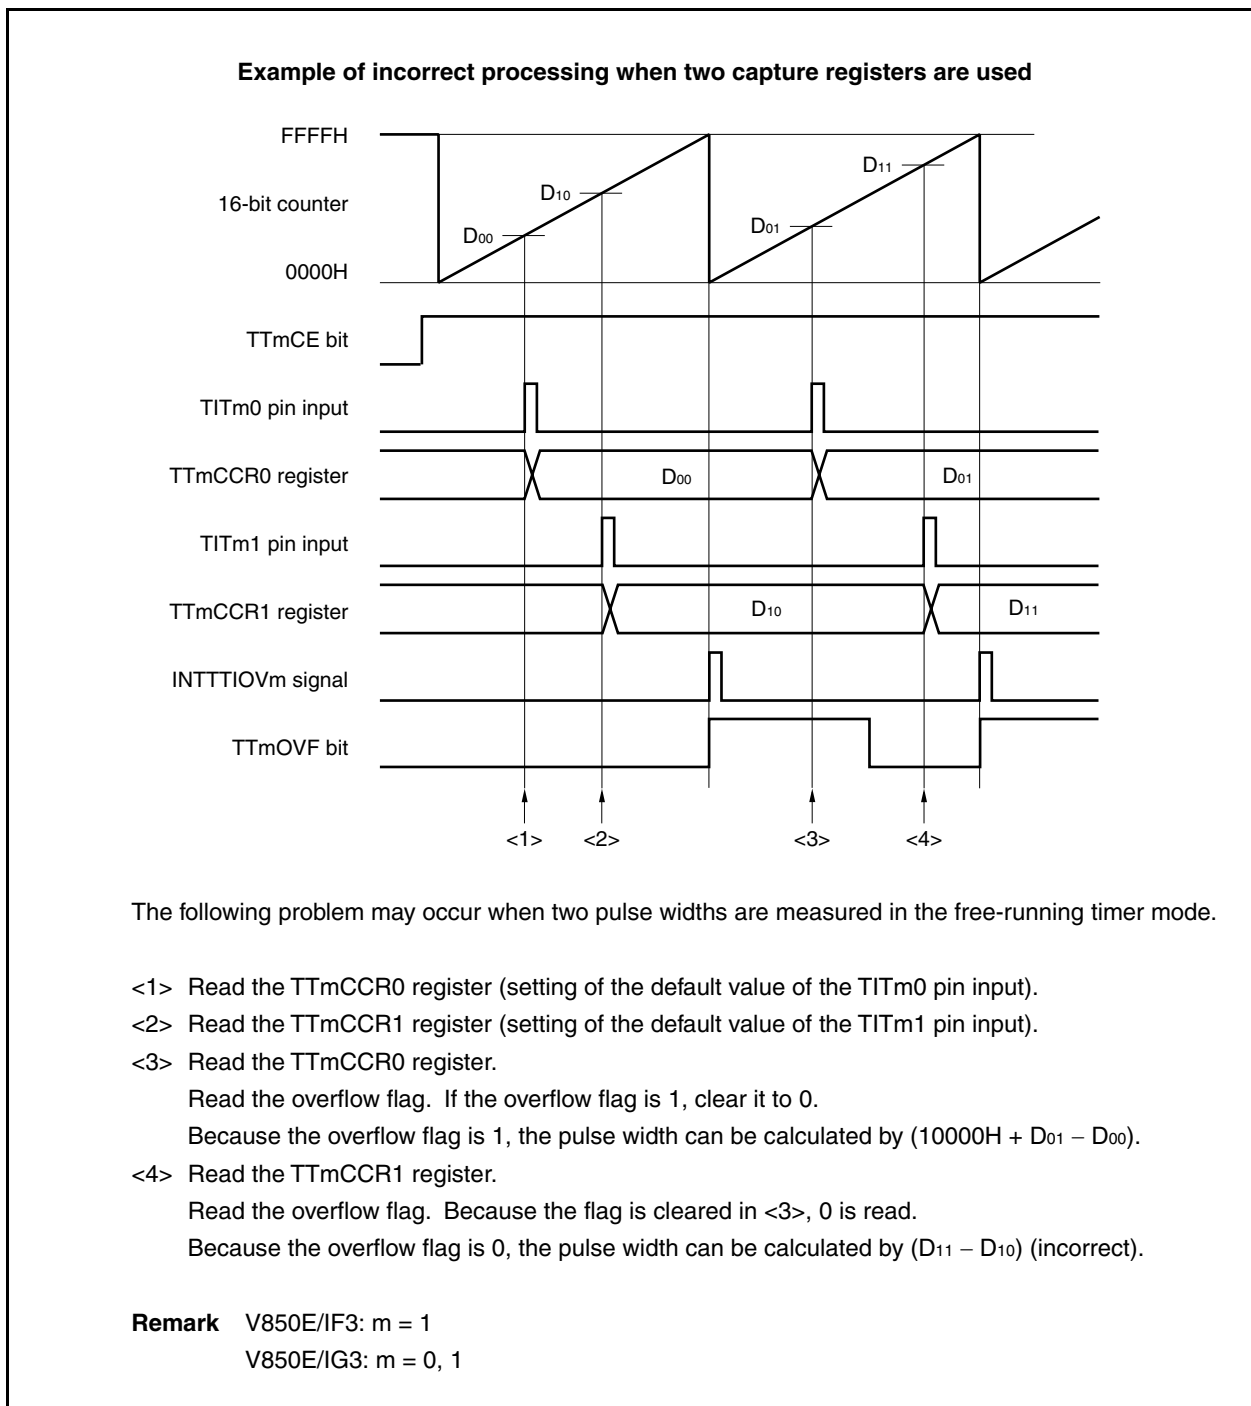 Example of incorrect processing when two capture registers are used
FFFFH
16-bit counter
0000H
D10
D00
D11
D01
TTmCE bit
TITm0 pin input
TTmCCR0 register
D00
D01
TITm1 pin input
TTmCCR1 register
D10
D11
INTTTIOVm signal
TTmOVF bit
<1> <2> <3> <4>
The following problem may occur when two pulse widths are measured in the free-running timer mode.
<1> Read the TTmCCR0 register (setting of the default value of the TITm0 pin input).
<2> Read the TTmCCR1 register (setting of the default value of the TITm1 pin input).
<3> Read the TTmCCR0 register.
Read the overflow flag. If the overflow flag is 1, clear it to 0.
Because the overflow flag is 1, the pulse width can be calculated by (10000H + D01 − D00).
<4> Read the TTmCCR1 register.
Read the overflow flag. Because the flag is cleared in <3>, 0 is read.
Because the overflow flag is 0, the pulse width can be calculated by (D11 − D10) (incorrect).
Remark V850E/IF3: m = 1
V850E/IG3: m = 0, 1